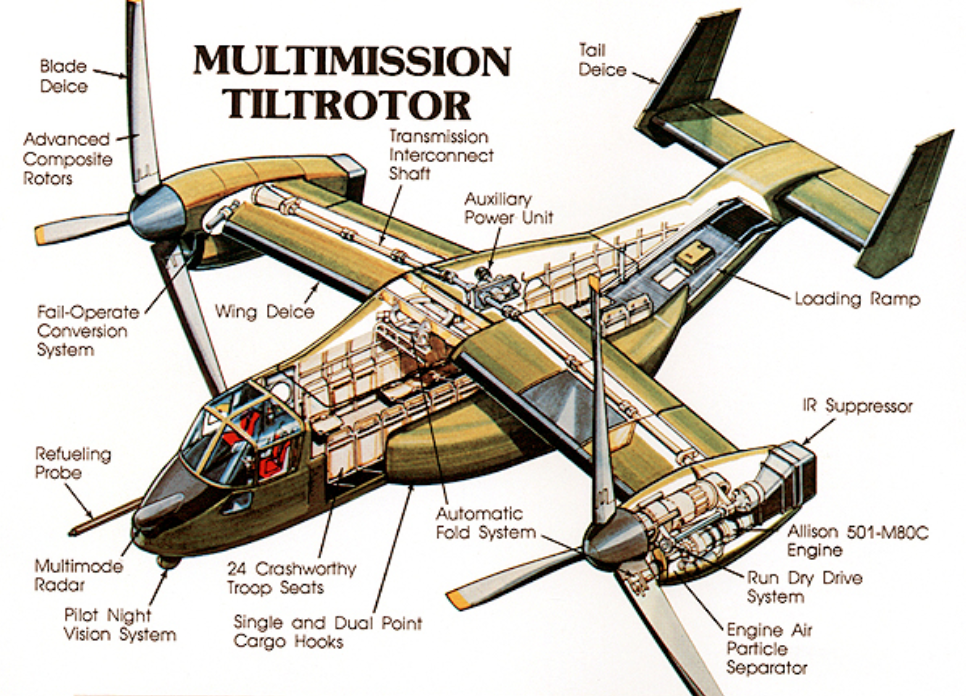 MULTIMISSION
TILTROTOR
Blade
Deice
Advanced
Composite
Rotors
Transmission
Interconnect
Shaft
Tail
Deice
Auxiliary
Power Unit
Fail-Operate
Conversion
System
Wing Deice
Loading Ramp
IR Suppressor
Refueling
Probe
Automatic
Fold System
Allison 501-M80C
Engine
Multimode
Radar
24 Crashworthy
Troop Seats
Run Dry Drive
System
Pilot Night
Vision System
Single and Dual Point
Cargo Hooks
Engine Air
Particle
Separator